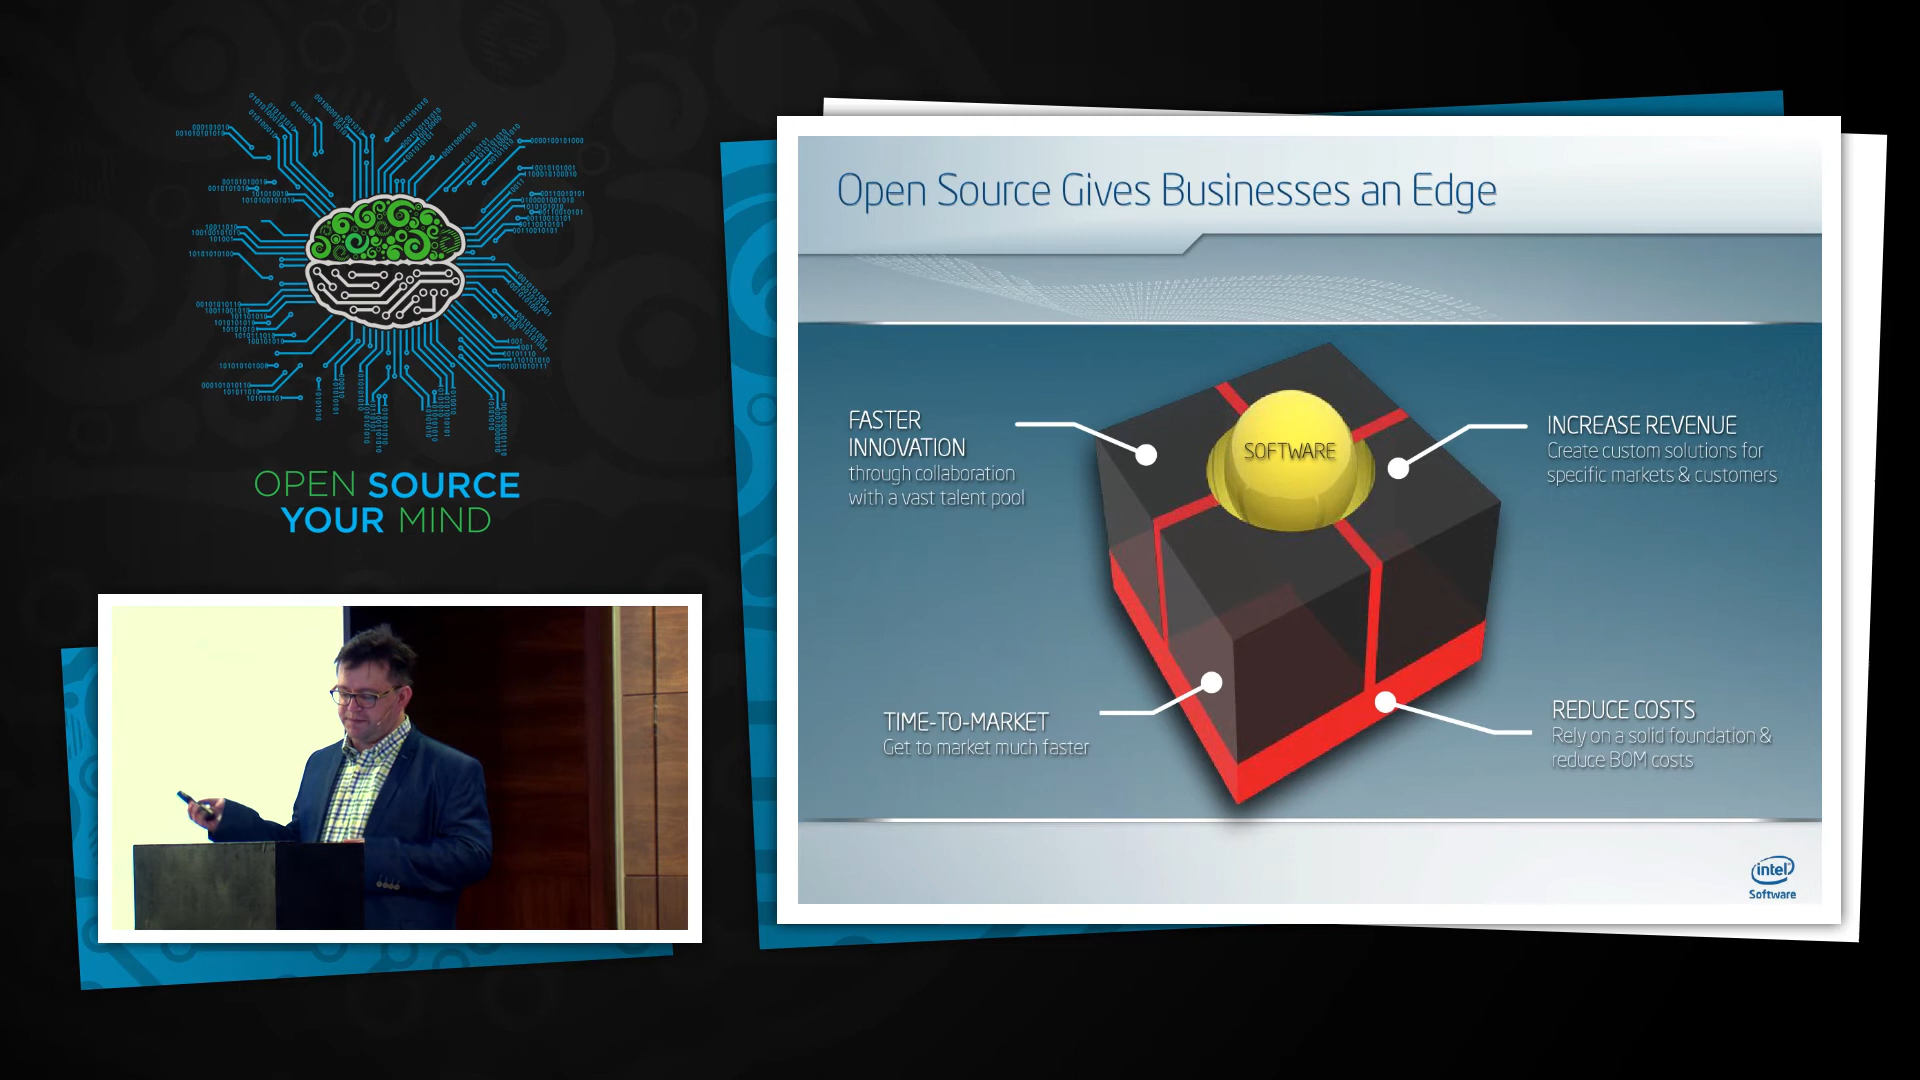 OPEN SOURCE
YOUR MIND
Open Source Gives Businesses an Edge
FASTER
INNOVATION
through collaboration
with a vast talent pool
SOFTWARE
INCREASE REVENUE
Create custom solutions for
specific markets & customers
TIME-TO-MARKET
Get to market much faster
REDUCE COSTS
Rely on a solid foundation &
reduce BOM costs
intel
Software